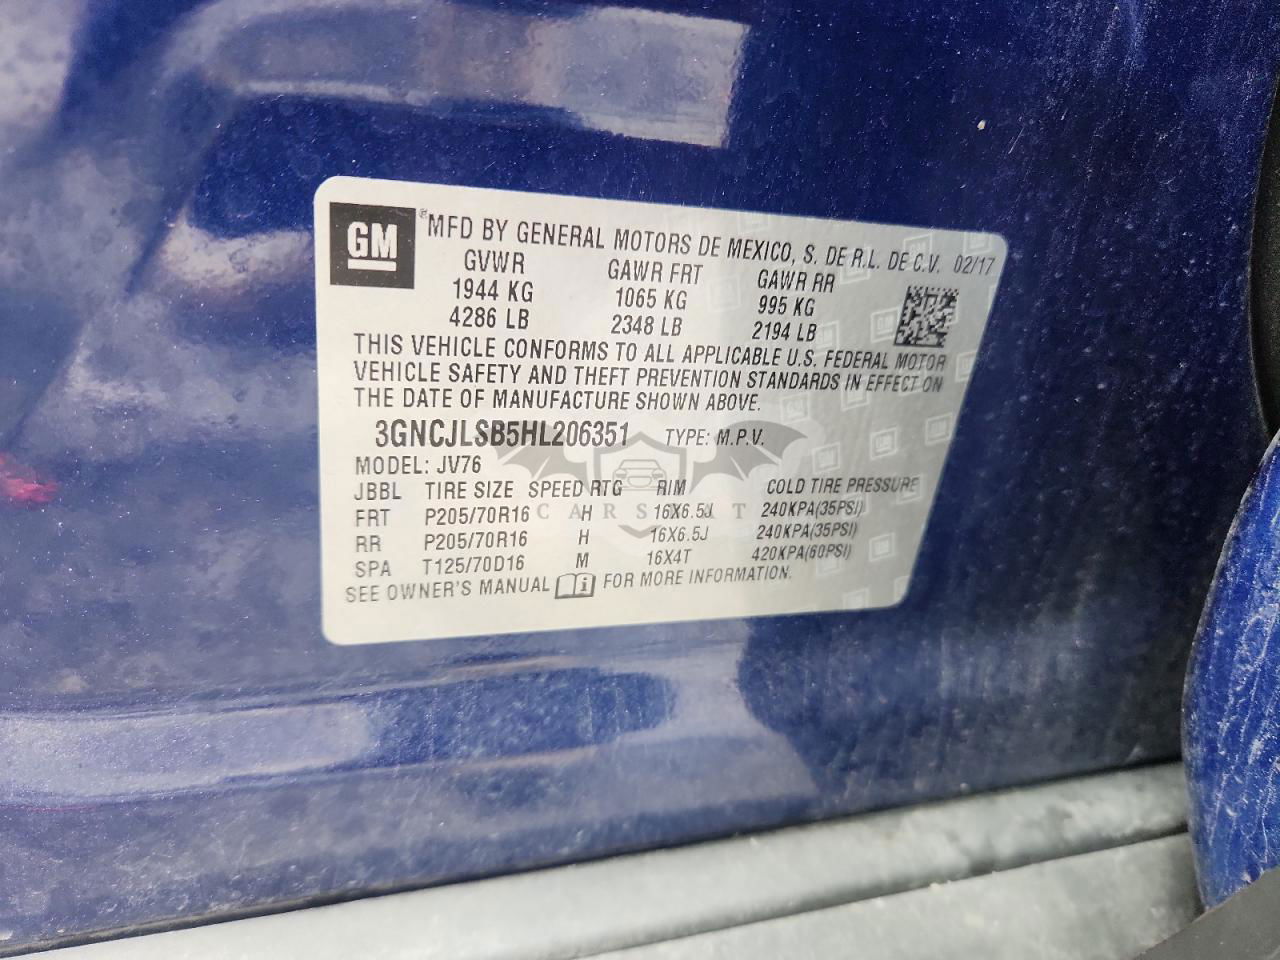 GM
® MFD BY GENERAL MOTORS DE MEXICO, S. DE R.L. DE C.V. 02/17
GVWR GAWR FRT GAWR RR
1944 KG 1065 KG 995 KG
4286 LB 2348 LB 2194 LB
THIS VEHICLE CONFORMS TO ALL APPLICABLE U.S. FEDERAL MOTOR
VEHICLE SAFETY AND THEFT PREVENTION STANDARDS IN EFFECT ON
THE DATE OF MANUFACTURE SHOWN ABOVE.
3GNCJLSB5HL206351 TYPE: M.P.V.
MODEL: JV76
JBBL TIRE SIZE SPEED RTG RIM COLD TIRE PRESSURE
FRT P205/70R16 H 16X6.5J 240KPA(35PSI)
RR P205/70R16 H 16X6.5J 240KPA(35PSI)
SPA T125/70D16 M 16X4T 420KPA(60PSI)
SEE OWNER'S MANUAL FOR MORE INFORMATION.